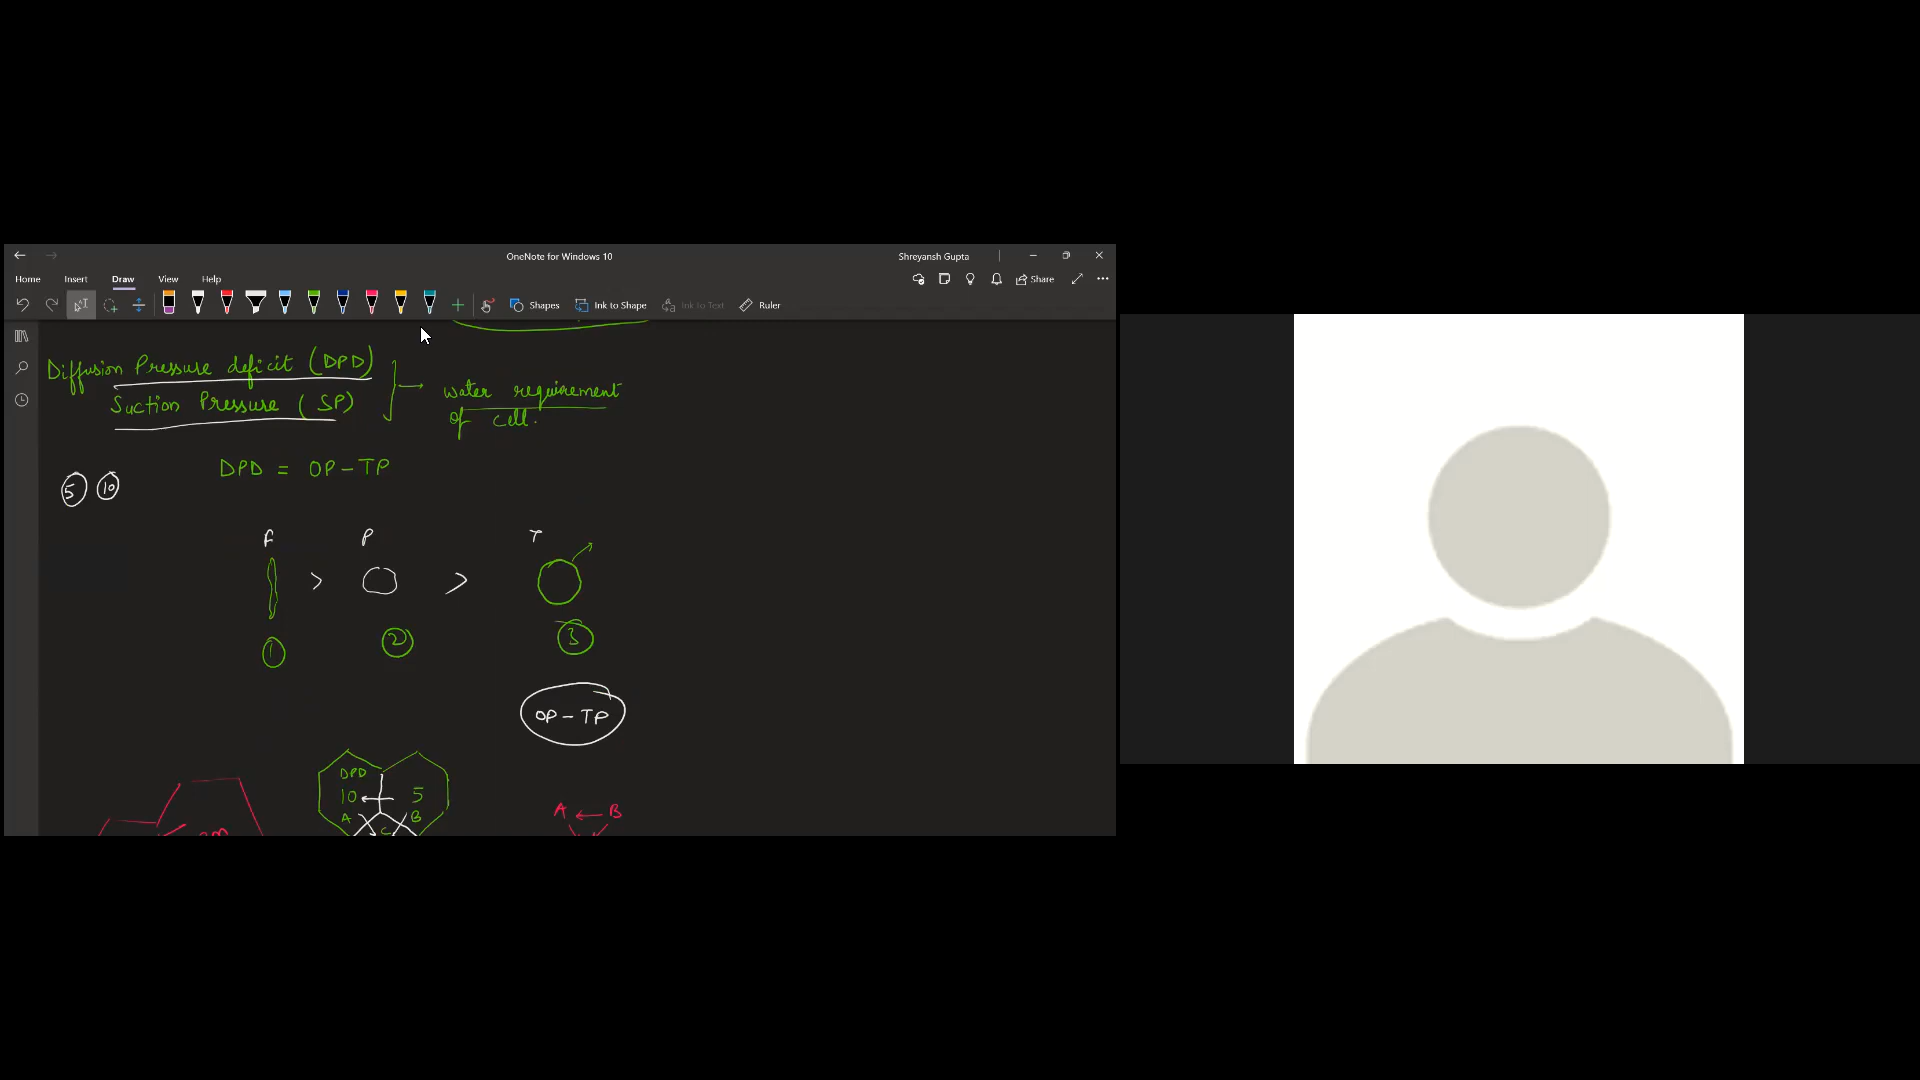 OneNote for Windows 10
Shreyansh Gupta
Home Insert Draw View Help
Share
Shapes Ink to Shape Ink to Text Ruler
Diffusion Pressure deficit (DPD)
Suction Pressure ( SP)
water requirement
of cell.
DPD = OP - TP
5 10
F P T
> >
1 2 3
OP - TP
DPD
10 5
A B
C
A B